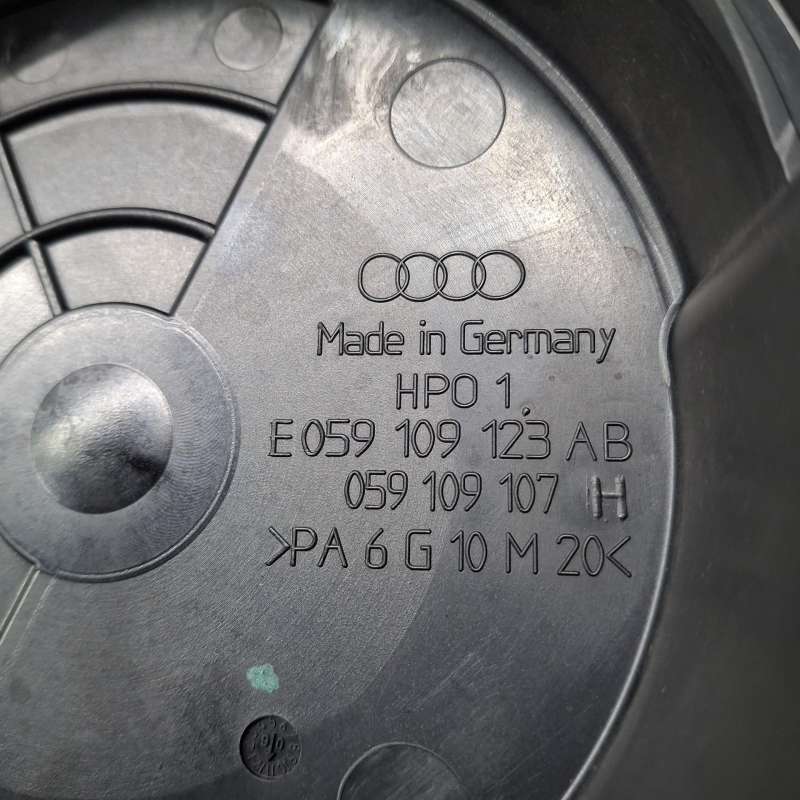 Made in Germany
HPO 1
E 059 109 123 AB
059 109 107 H
>PA 6 G 10 M 20<